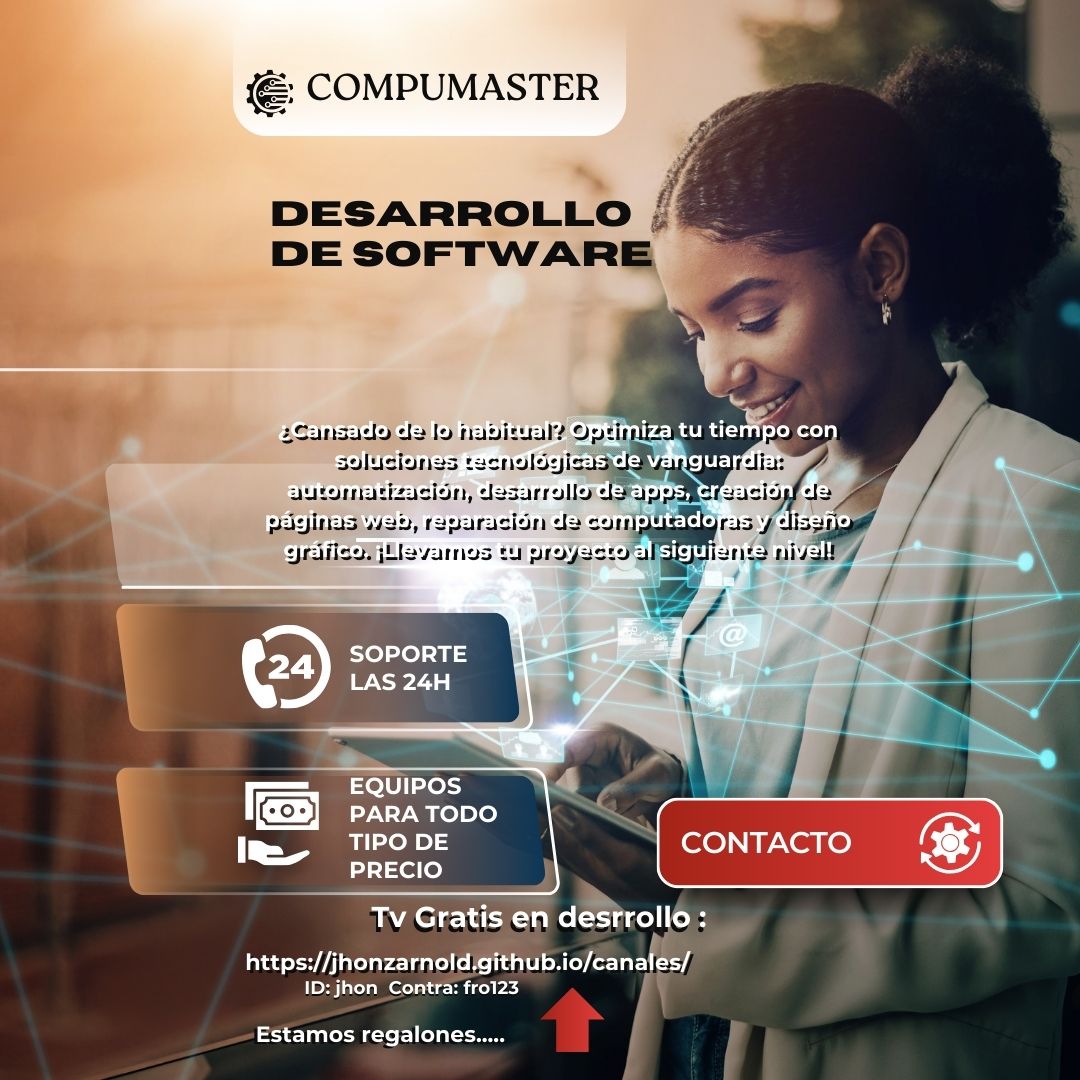 COMPUMASTER
DESARROLLO
DE SOFTWARE
¿Cansado de lo habitual? Optimiza tu tiempo con
soluciones tecnológicas de vanguardia:
automatización, desarrollo de apps, creación de
páginas web, reparación de computadoras y diseño
gráfico. ¡Llevamos tu proyecto al siguiente nivel!
24
SOPORTE
LAS 24H
EQUIPOS
PARA TODO
TIPO DE
PRECIO
CONTACTO
Tv Gratis en desrrollo :
https://jhonzarnold.github.io/canales/
ID: jhon Contra: fro123
Estamos regalones.....
@